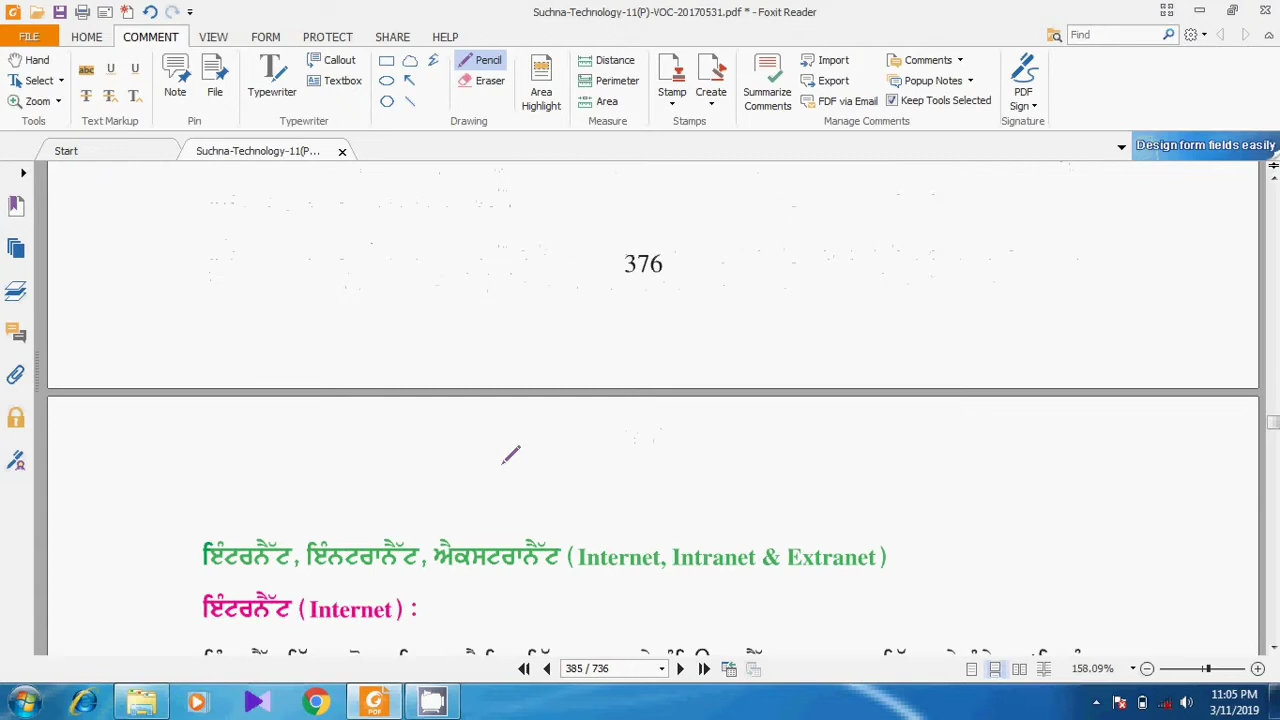 Suchna-Technology-11(P)-VOC-20170531.pdf * - Foxit Reader
FILE HOME COMMENT VIEW FORM PROTECT SHARE HELP Find
Hand Callout Pencil Distance Import Comments
Select Textbox Eraser Perimeter Export Popup Notes
Zoom Note File Typewriter Area Highlight Area Stamp Create Summarize Comments FDF via Email Keep Tools Selected PDF Sign
Tools Text Markup Pin Typewriter Drawing Measure Stamps Manage Comments Signature
Start Suchna-Technology-11(P... Design form fields easily
376
ਇੰਟਰਨੈੱਟ, ਇੰਨਟਰਾਨੈੱਟ, ਐਕਸਟਰਾਨੈੱਟ (Internet, Intranet & Extranet)
ਇੰਟਰਨੈੱਟ (Internet) :
385 / 736 158.09%
11:05 PM
3/11/2019